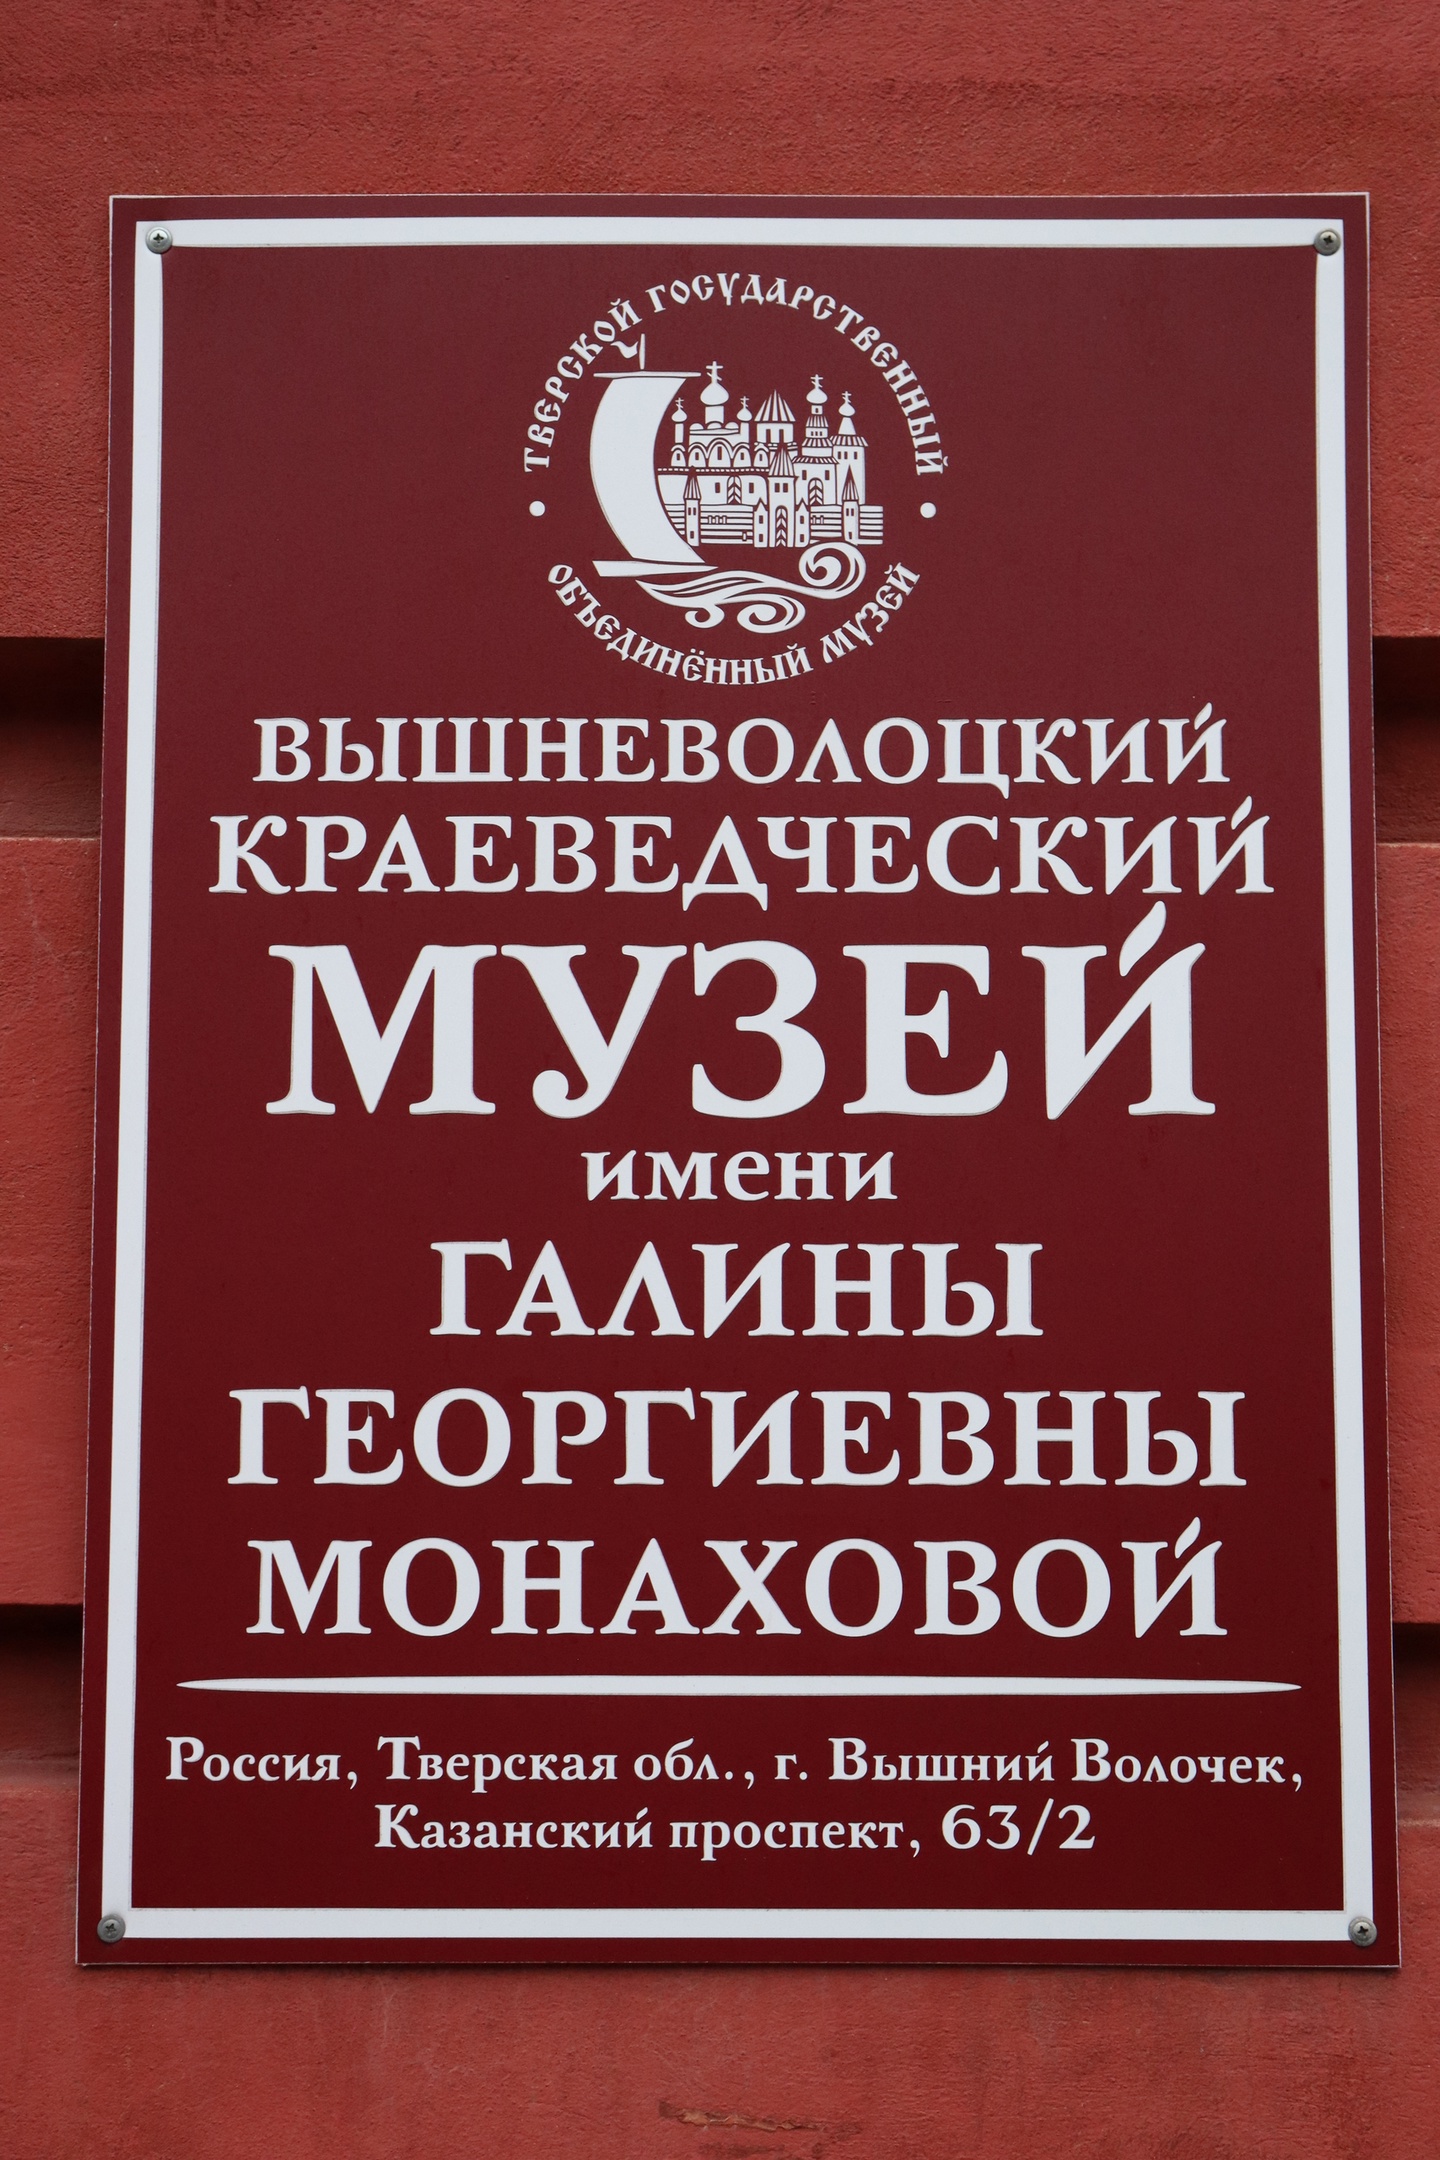 ТВЕРСКОЙ ГОСУДАРСТВЕННЫЙ
ОБЪЕДИНЁННЫЙ МУЗЕЙ
ВЫШНЕВОЛОЦКИЙ
КРАЕВЕДЧЕСКИЙ
МУЗЕЙ
имени
ГАЛИНЫ
ГЕОРГИЕВНЫ
МОНАХОВОЙ
Россия, Тверская обл., г. Вышний Волочек,
Казанский проспект, 63/2